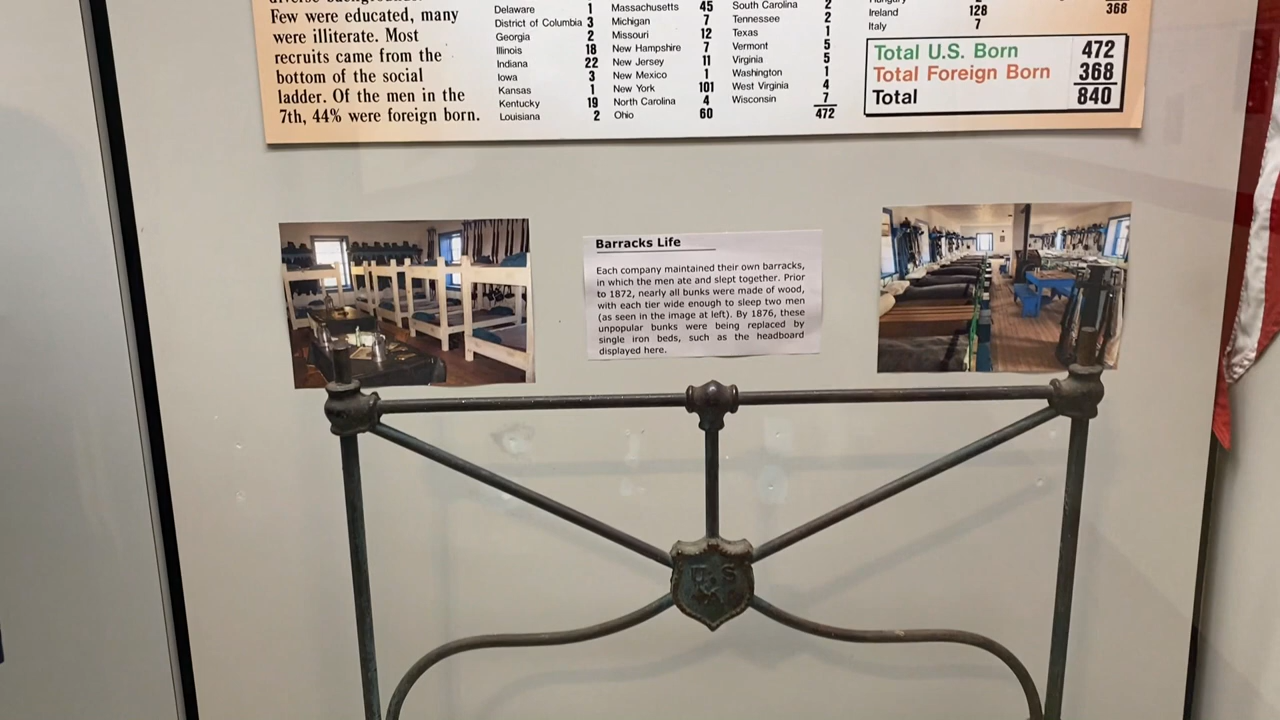 Few were educated, many
were illiterate. Most
recruits came from the
bottom of the social
ladder. Of the men in the
7th, 44% were foreign born.
Delaware 1
District of Columbia 3
Georgia 2
Illinois 18
Indiana 22
Iowa 3
Kansas 1
Kentucky 19
Louisiana 2
Massachusetts 45
Michigan 7
Missouri 12
New Hampshire 7
New Jersey 11
New Mexico 1
New York 101
North Carolina 4
Ohio 60
South Carolina 2
Tennessee 2
Texas 1
Vermont 5
Virginia 5
Washington 1
West Virginia 4
Wisconsin 7
472
Ireland 128
Italy 7
368
Total U.S. Born 472
Total Foreign Born 368
Total 840
Barracks Life
Each company maintained their own barracks,
in which the men ate and slept together. Prior
to 1872, nearly all bunks were made of wood,
with each tier wide enough to sleep two men
(as seen in the image at left). By 1876, these
unpopular bunks were being replaced by
single iron beds, such as the headboard
displayed here.
U S